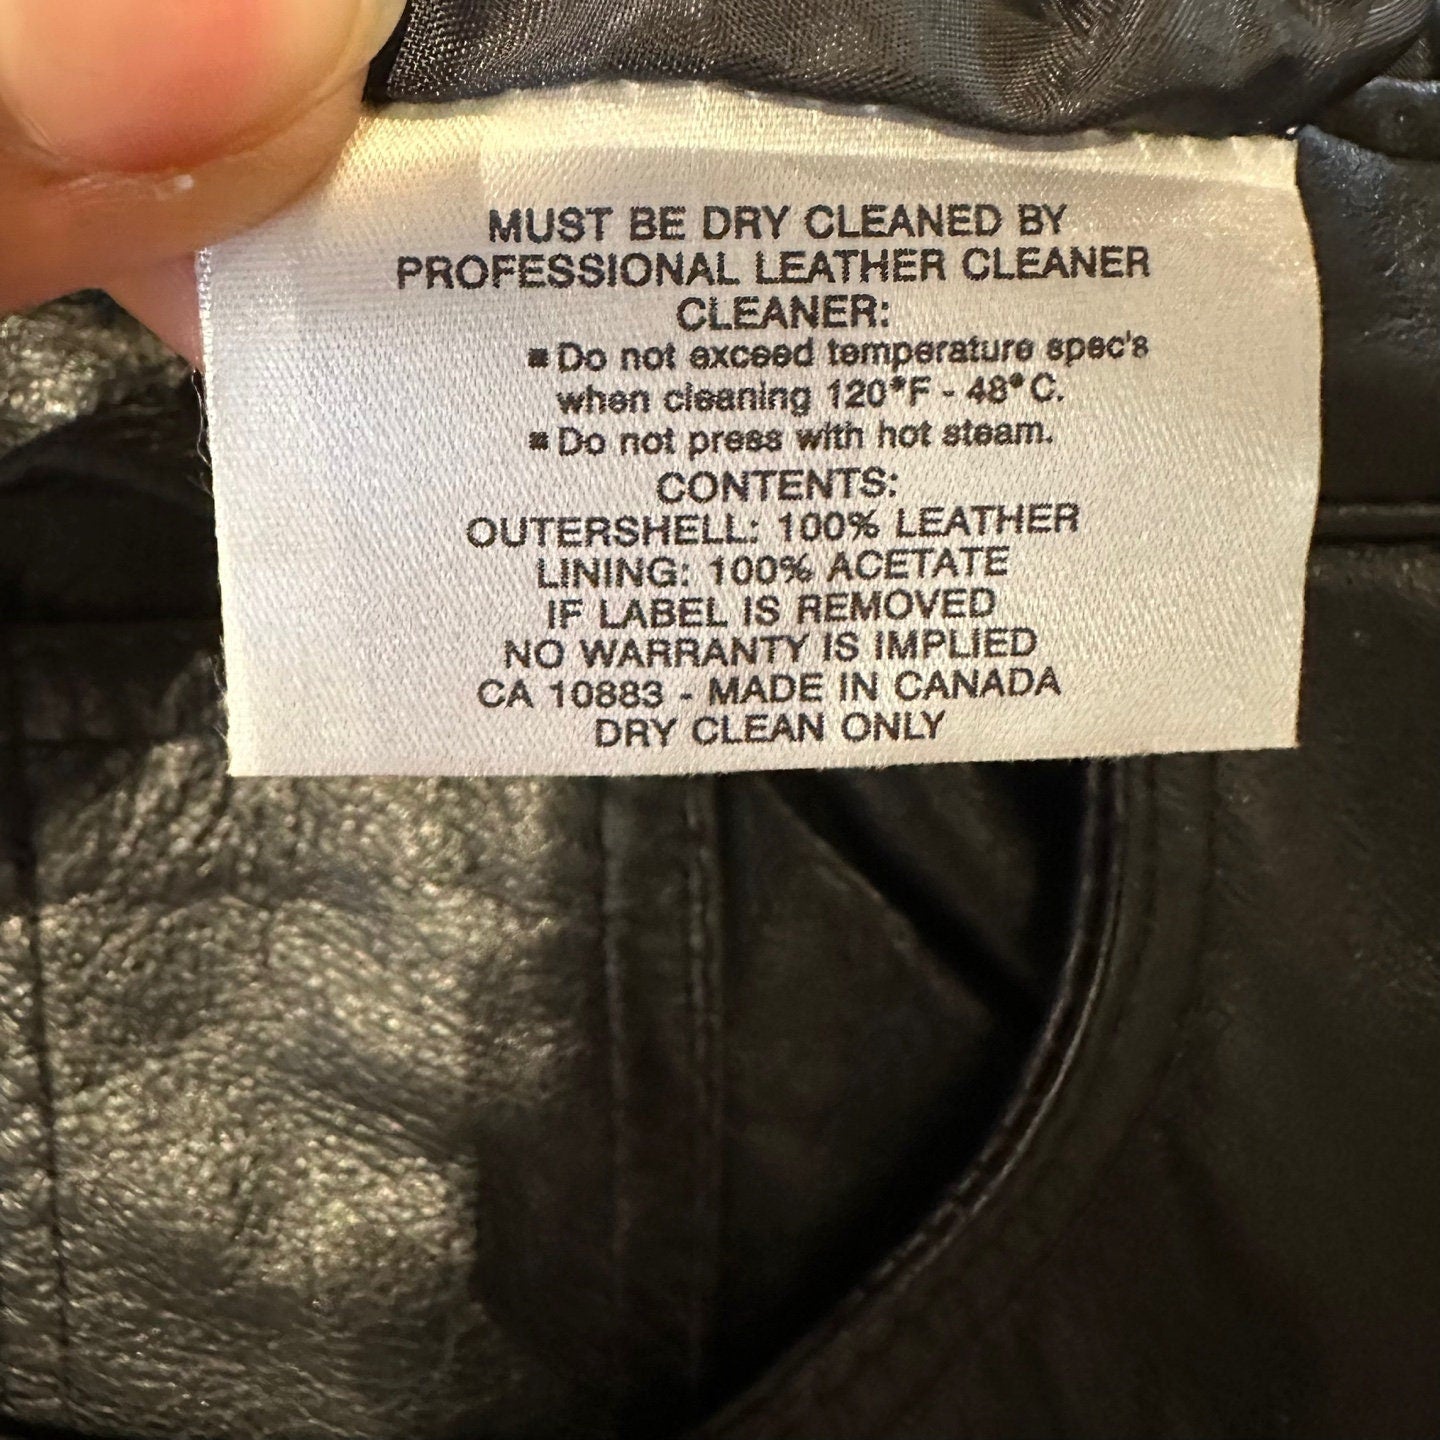 MUST BE DRY CLEANED BY
PROFESSIONAL LEATHER CLEANER
CLEANER:
▪ Do not exceed temperature spec's
when cleaning 120°F - 48°C.
▪ Do not press with hot steam.
CONTENTS:
OUTERSHELL: 100% LEATHER
LINING: 100% ACETATE
IF LABEL IS REMOVED
NO WARRANTY IS IMPLIED
CA 10883 - MADE IN CANADA
DRY CLEAN ONLY